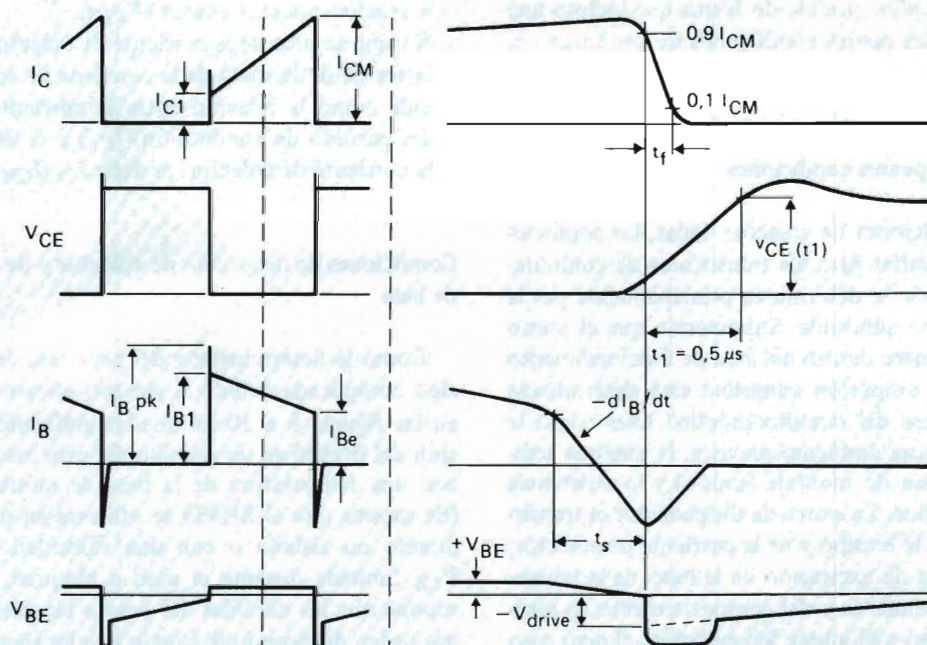 I_C
I_C1
I_CM
0,9 I_CM
0,1 I_CM
t_f
V_CE
v_CE (t1)
t1 = 0,5 µs
I_B pk
I_B1
I_B
I_Be
dI_B/dt
t_s
+V_BE
V_BE
-V_drive